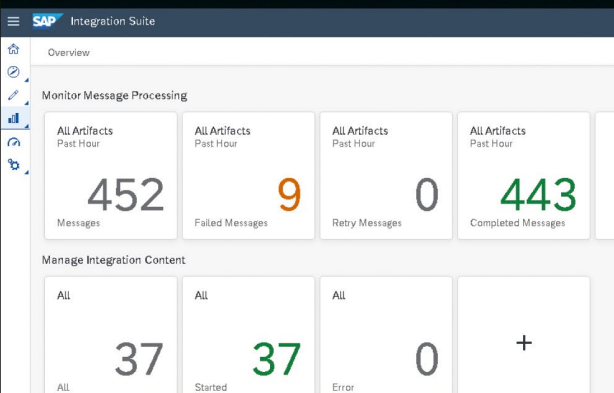 SAP Integration Suite
Overview
Monitor Message Processing
All Artifacts
Past Hour
452
Messages
All Artifacts
Past Hour
9
Failed Messages
All Artifacts
Past Hour
0
Retry Messages
All Artifacts
Past Hour
443
Completed Messages
Manage Integration Content
All
37
All
All
37
Started
All
0
Error
+